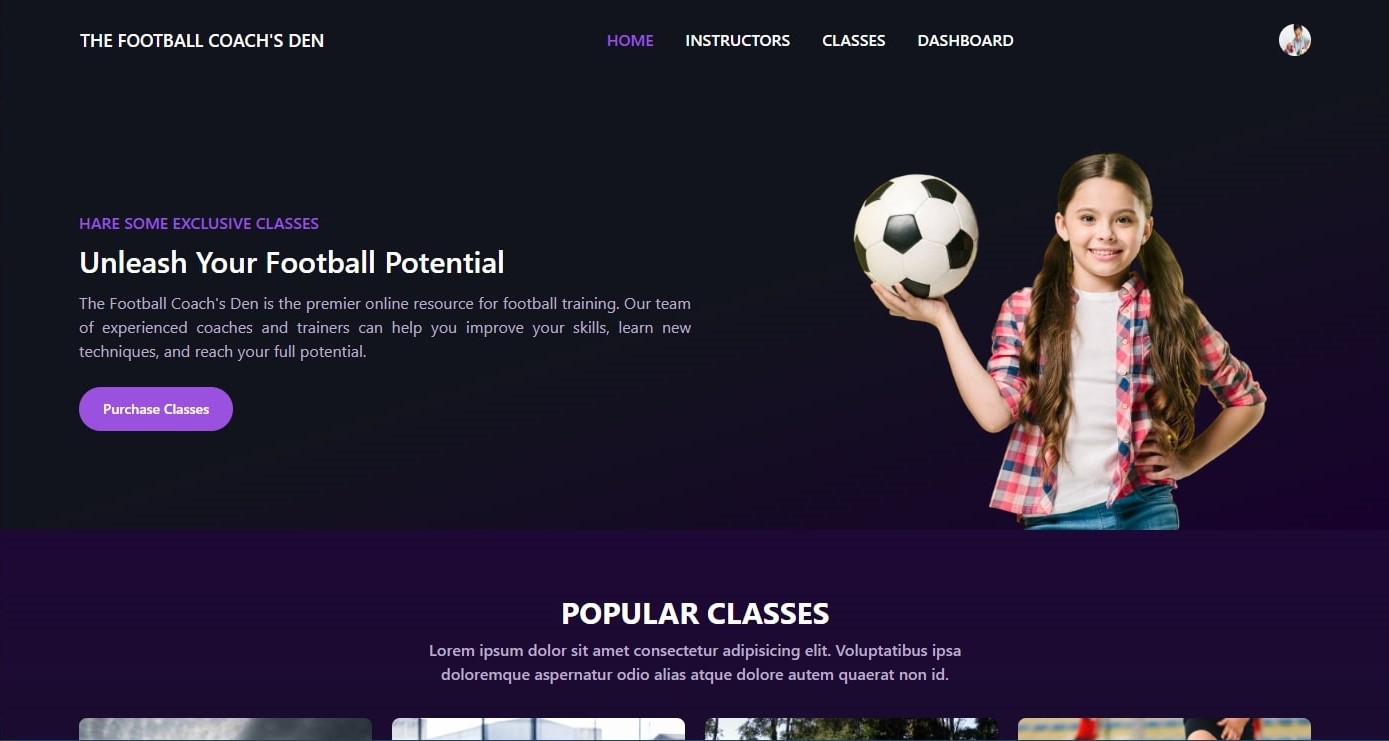 THE FOOTBALL COACH'S DEN
HOME INSTRUCTORS CLASSES DASHBOARD
HARE SOME EXCLUSIVE CLASSES
Unleash Your Football Potential
The Football Coach's Den is the premier online resource for football training. Our team
of experienced coaches and trainers can help you improve your skills, learn new
techniques, and reach your full potential.
Purchase Classes
POPULAR CLASSES
Lorem ipsum dolor sit amet consectetur adipisicing elit. Voluptatibus ipsa
doloremque aspernatur odio alias atque dolore autem quaerat non id.